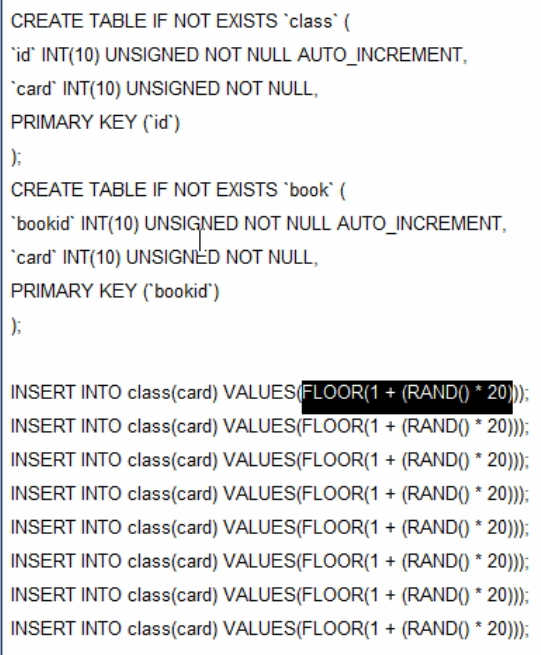 CREATE TABLE IF NOT EXISTS `class` (
`id` INT(10) UNSIGNED NOT NULL AUTO_INCREMENT,
`card` INT(10) UNSIGNED NOT NULL,
PRIMARY KEY (`id`)
);
CREATE TABLE IF NOT EXISTS `book` (
`bookid` INT(10) UNSIGNED NOT NULL AUTO_INCREMENT,
`card` INT(10) UNSIGNED NOT NULL,
PRIMARY KEY (`bookid`)
);
INSERT INTO class(card) VALUES(FLOOR(1 + (RAND() * 20)));
INSERT INTO class(card) VALUES(FLOOR(1 + (RAND() * 20)));
INSERT INTO class(card) VALUES(FLOOR(1 + (RAND() * 20)));
INSERT INTO class(card) VALUES(FLOOR(1 + (RAND() * 20)));
INSERT INTO class(card) VALUES(FLOOR(1 + (RAND() * 20)));
INSERT INTO class(card) VALUES(FLOOR(1 + (RAND() * 20)));
INSERT INTO class(card) VALUES(FLOOR(1 + (RAND() * 20)));
INSERT INTO class(card) VALUES(FLOOR(1 + (RAND() * 20)));